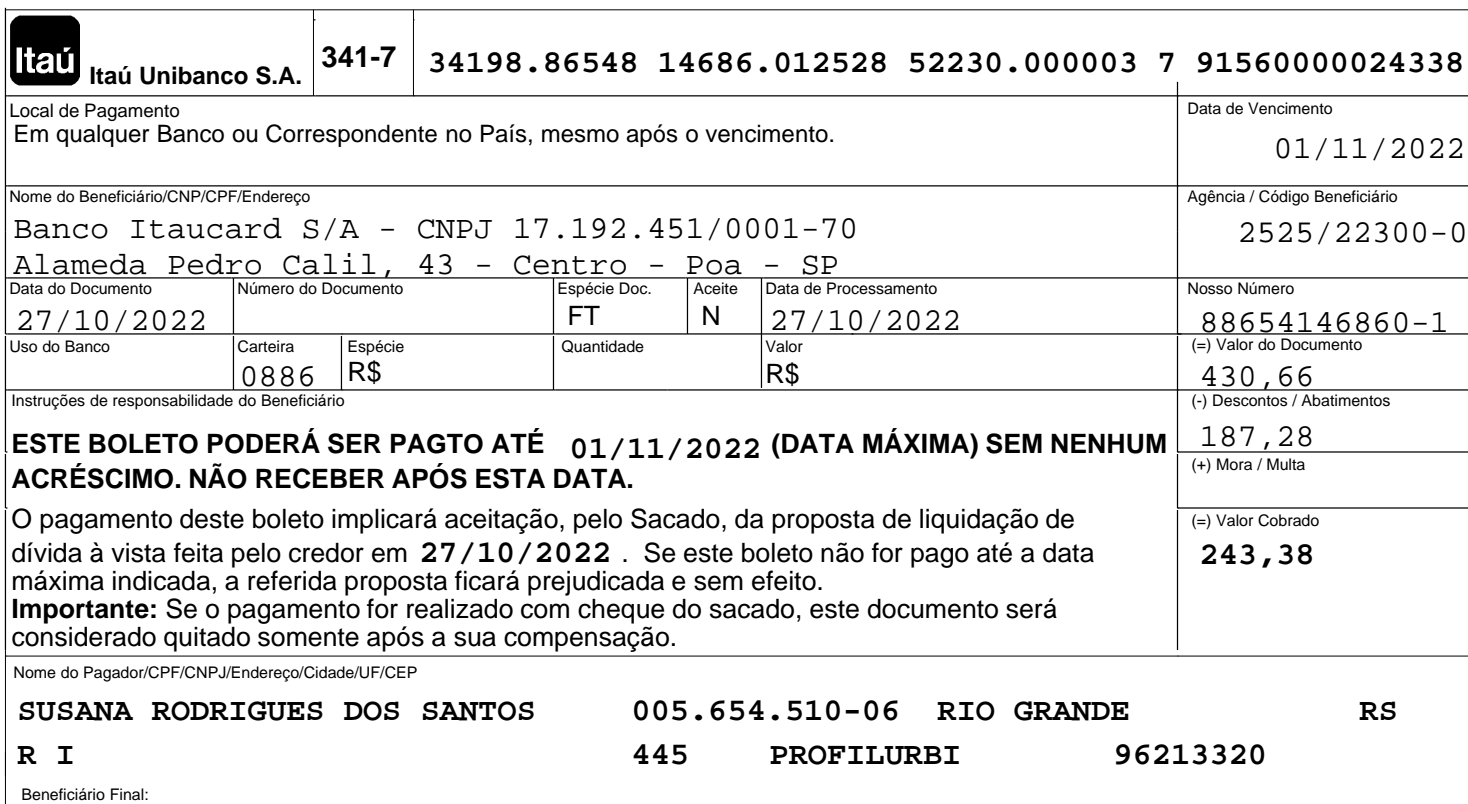 Itaú
Itaú Unibanco S.A. 341-7 34198.86548 14686.012528 52230.000003 7 91560000024338
Local de Pagamento
Em qualquer Banco ou Correspondente no País, mesmo após o vencimento.
Data de Vencimento
01/11/2022
Nome do Beneficiário/CNP/CPF/Endereço
Banco Itaucard S/A - CNPJ 17.192.451/0001-70
Alameda Pedro Calil, 43 - Centro - Poa - SP
Agência / Código Beneficiário
2525/22300-0
Data do Documento Número do Documento Espécie Doc. Aceite Data de Processamento Nosso Número
27/10/2022 FT N 27/10/2022 88654146860-1
Uso do Banco Carteira Espécie Quantidade Valor (=) Valor do Documento
0886 R$ R$ 430,66
Instruções de responsabilidade do Beneficiário
ESTE BOLETO PODERÁ SER PAGTO ATÉ 01/11/2022 (DATA MÁXIMA) SEM NENHUM
ACRÉSCIMO. NÃO RECEBER APÓS ESTA DATA.
O pagamento deste boleto implicará aceitação, pelo Sacado, da proposta de liquidação de
dívida à vista feita pelo credor em 27/10/2022 . Se este boleto não for pago até a data
máxima indicada, a referida proposta ficará prejudicada e sem efeito.
Importante: Se o pagamento for realizado com cheque do sacado, este documento será
considerado quitado somente após a sua compensação.
(-) Descontos / Abatimentos
187,28
(+) Mora / Multa
(=) Valor Cobrado
243,38
Nome do Pagador/CPF/CNPJ/Endereço/Cidade/UF/CEP
SUSANA RODRIGUES DOS SANTOS 005.654.510-06 RIO GRANDE RS
R I 445 PROFILURBI 96213320
Beneficiário Final: